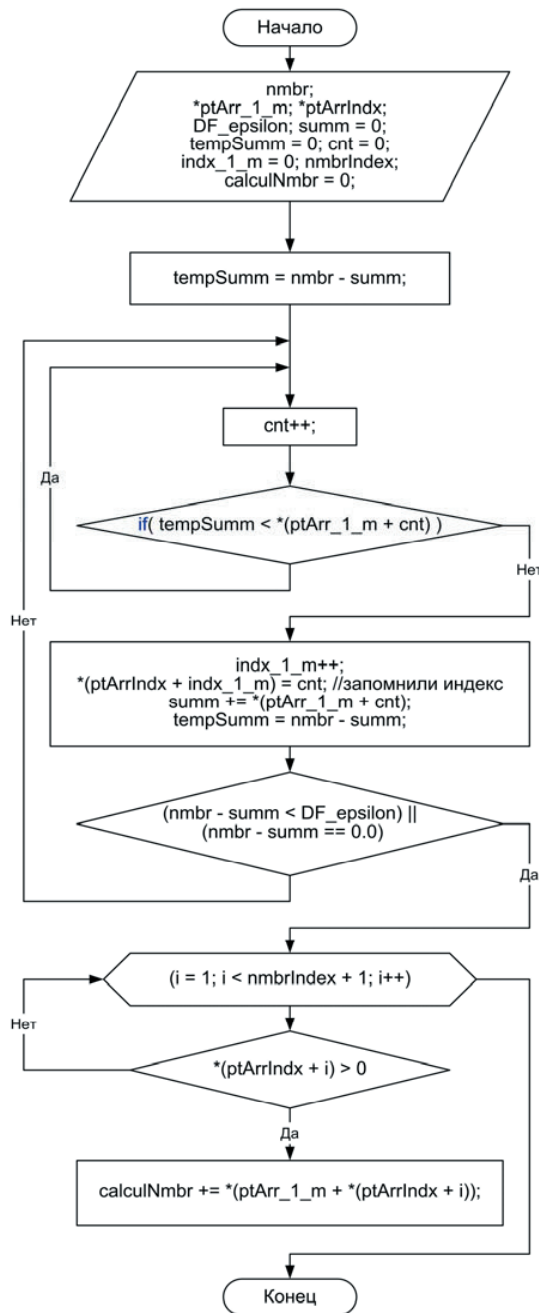 Начало
nmbr;
*ptArr_1_m; *ptArrIndx;
DF_epsilon; summ = 0;
tempSumm = 0; cnt = 0;
indx_1_m = 0; nmbrIndex;
calculNmbr = 0;
tempSumm = nmbr - summ;
cnt++;
Да
if( tempSumm < *(ptArr_1_m + cnt) )
Нет
Нет
indx_1_m++;
*(ptArrIndx + indx_1_m) = cnt; //запомнили индекс
summ += *(ptArr_1_m + cnt);
tempSumm = nmbr - summ;
(nmbr - summ < DF_epsilon) ||
(nmbr - summ == 0.0)
Да
(i = 1; i < nmbrIndex + 1; i++)
Нет
*(ptArrIndx + i) > 0
Да
calculNmbr += *(ptArr_1_m + *(ptArrIndx + i));
Конец